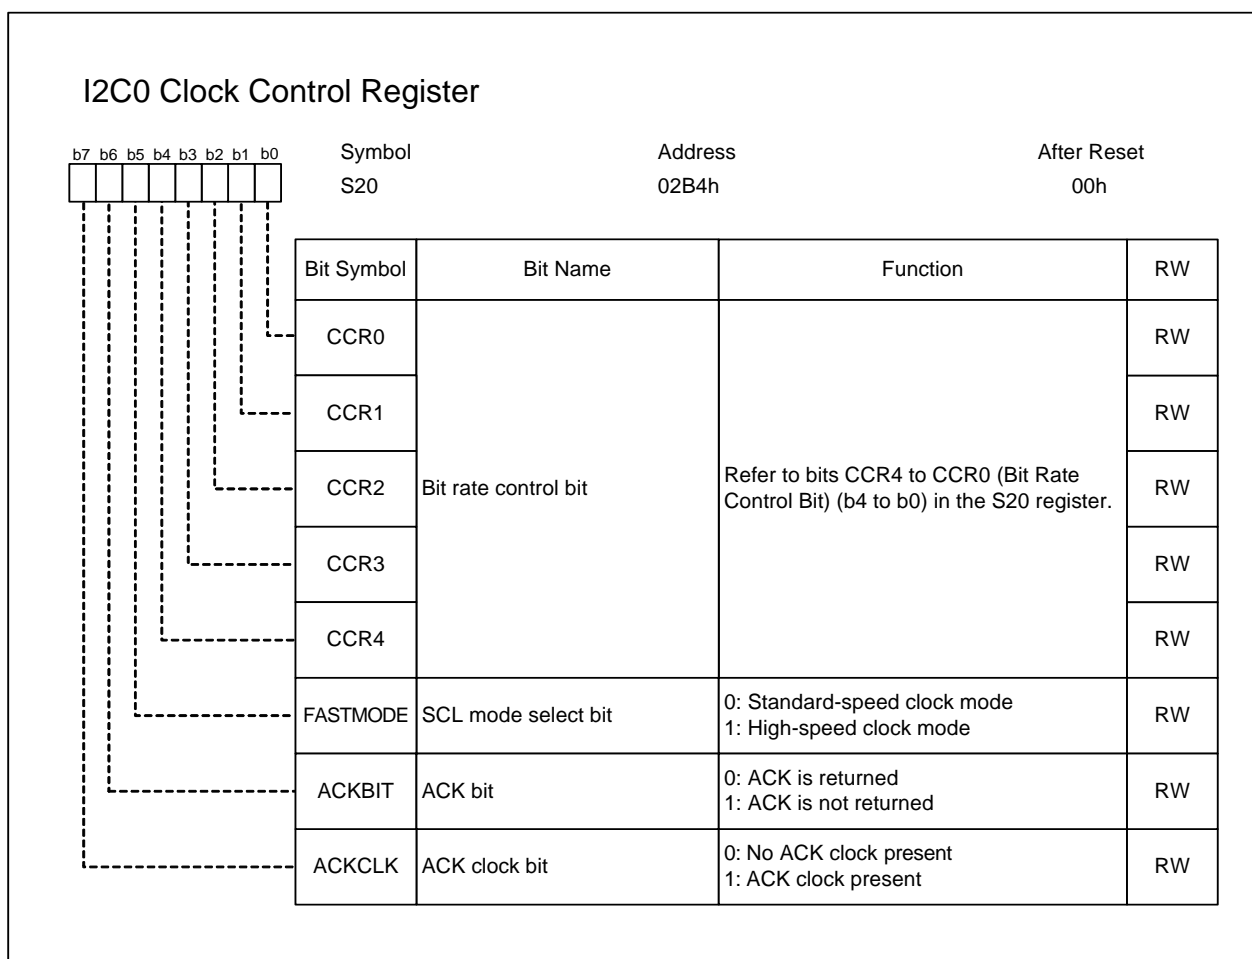 I2C0 Clock Control Register
b7 b6 b5 b4 b3 b2 b1 b0
Symbol Address After Reset
S20 02B4h 00h
Bit Symbol Bit Name Function RW
CCR0 RW
CCR1 RW
CCR2 Bit rate control bit Refer to bits CCR4 to CCR0 (Bit Rate
Control Bit) (b4 to b0) in the S20 register. RW
CCR3 RW
CCR4 RW
FASTMODE SCL mode select bit 0: Standard-speed clock mode
1: High-speed clock mode RW
ACKBIT ACK bit 0: ACK is returned
1: ACK is not returned RW
ACKCLK ACK clock bit 0: No ACK clock present
1: ACK clock present RW